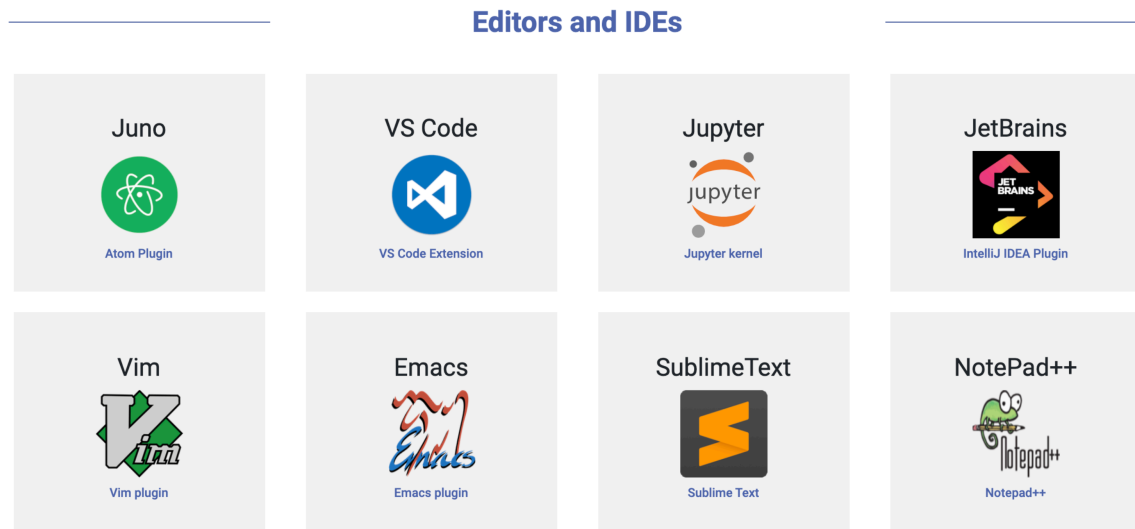 Editors and IDEs
Juno
Atom Plugin
VS Code
VS Code Extension
Jupyter
jupyter
Jupyter kernel
JetBrains
JET
BRAINS
IntelliJ IDEA Plugin
Vim
Vim
Vim plugin
Emacs
Emacs
Emacs plugin
SublimeText
Sublime Text
NotePad++
Notepad++
Notepad++